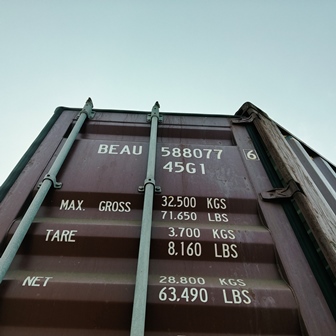 BEAU 588077 6
45G1
MAX. GROSS 32.500 KGS
71.650 LBS
TARE 3.700 KGS
8.160 LBS
NET 28.800 KGS
63.490 LBS